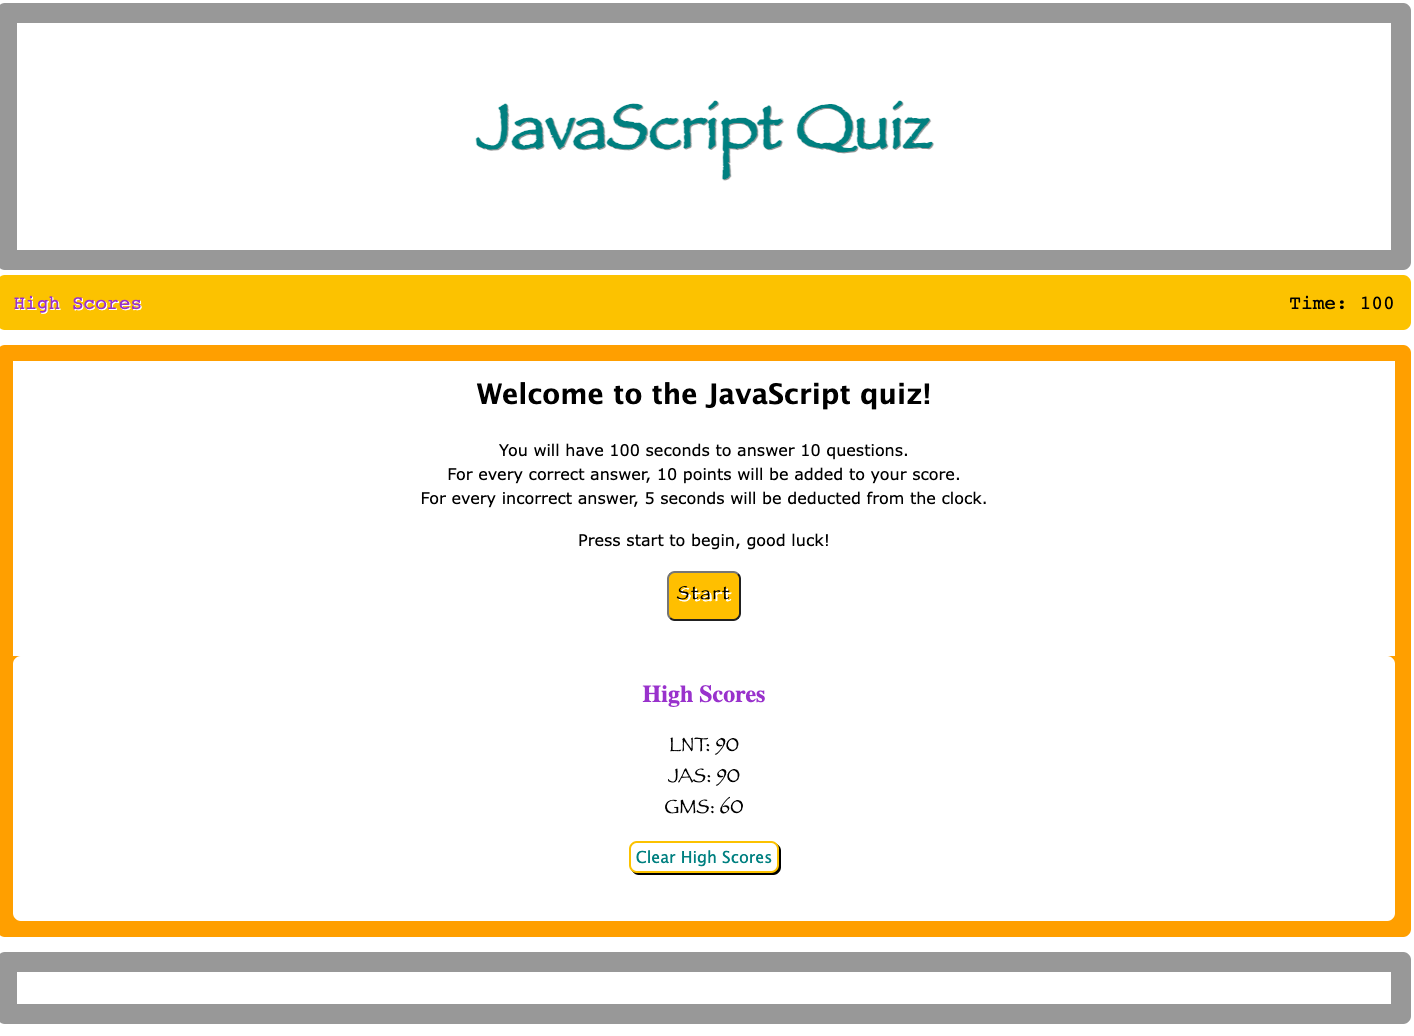 JavaScript Quiz
High Scores
Time: 100
Welcome to the JavaScript quiz!
You will have 100 seconds to answer 10 questions.
For every correct answer, 10 points will be added to your score.
For every incorrect answer, 5 seconds will be deducted from the clock.
Press start to begin, good luck!
Start
High Scores
LNT: 90
JAS: 90
GMS: 60
Clear High Scores